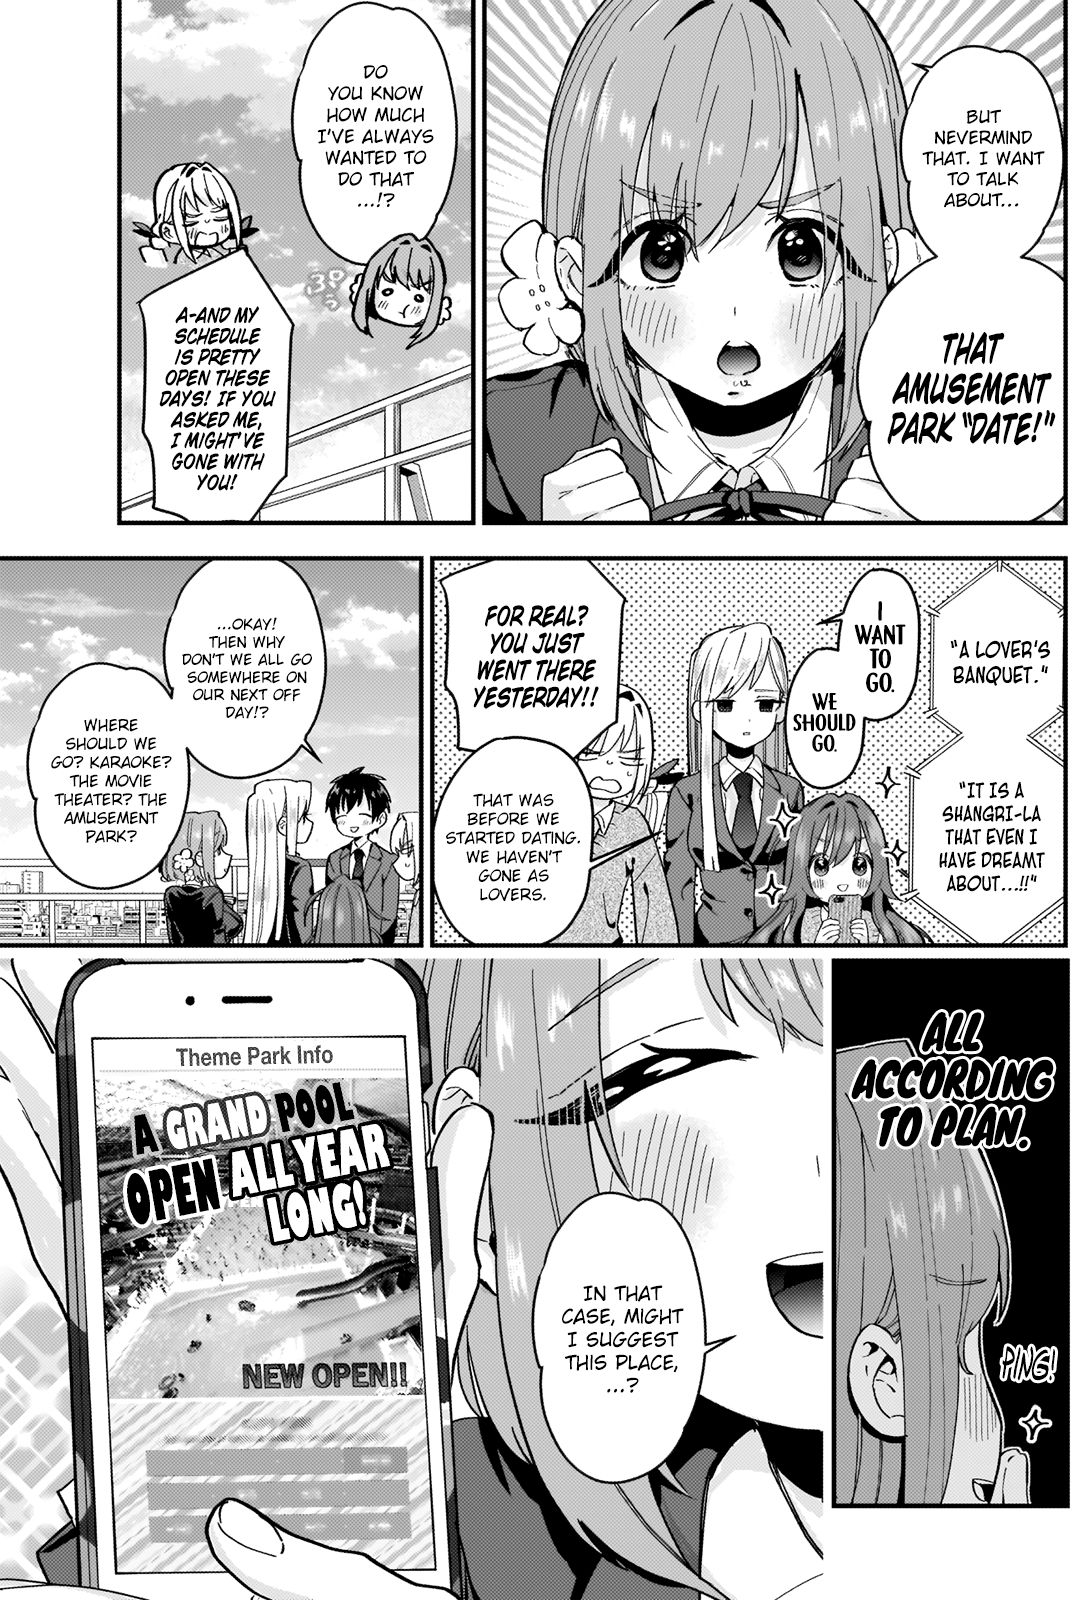 BUT
NEVERMIND
THAT. I WANT
TO TALK
ABOUT...
THAT
AMUSEMENT
PARK "DATE!"
DO
YOU KNOW
HOW MUCH
I'VE ALWAYS
WANTED TO
DO THAT
...!?
A-AND MY
SCHEDULE
IS PRETTY
OPEN THESE
DAYS! IF YOU
ASKED ME,
I MIGHT'VE
GONE WITH
YOU!
"A LOVER'S
BANQUET."
"IT IS A
SHANGRI-LA
THAT EVEN I
HAVE DREAMT
ABOUT...!!"
I
WANT
TO
GO.
WE
SHOULD
GO.
FOR REAL?
YOU JUST
WENT THERE
YESTERDAY!!
THAT WAS
BEFORE WE
STARTED DATING.
WE HAVEN'T
GONE AS
LOVERS.
...OKAY!
THEN WHY
DON'T WE ALL GO
SOMEWHERE ON
OUR NEXT OFF
DAY!?
WHERE
SHOULD WE
GO? KARAOKE?
THE MOVIE
THEATER? THE
AMUSEMENT
PARK?
ALL
ACCORDING
TO PLAN.
PING!
IN THAT
CASE, MIGHT
I SUGGEST
THIS PLACE,
...?
Theme Park Info
A GRAND POOL
OPEN ALL YEAR
LONG!
NEW OPEN!!